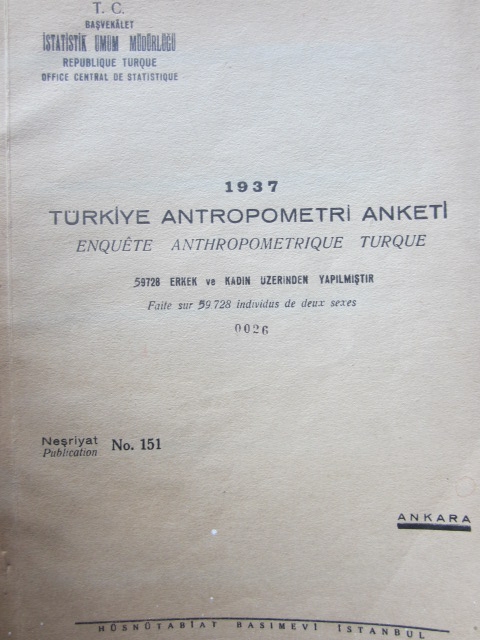 T. C.
BAŞVEKÂLET
İSTATİSTİK UMUM MÜDÜRLÜĞÜ
REPUBLIQUE TURQUE
OFFICE CENTRAL DE STATISTIQUE
1937
TÜRKİYE ANTROPOMETRİ ANKETİ
ENQUÊTE ANTHROPOMETRIQUE TURQUE
59728 ERKEK ve KADIN ÜZERİNDEN YAPILMIŞTIR
Faite sur 59 728 individus de deux sexes
0026
Neşriyat
Publication
No. 151
ANKARA
HÜSNÜTABİAT BASIMEVİ İSTANBUL